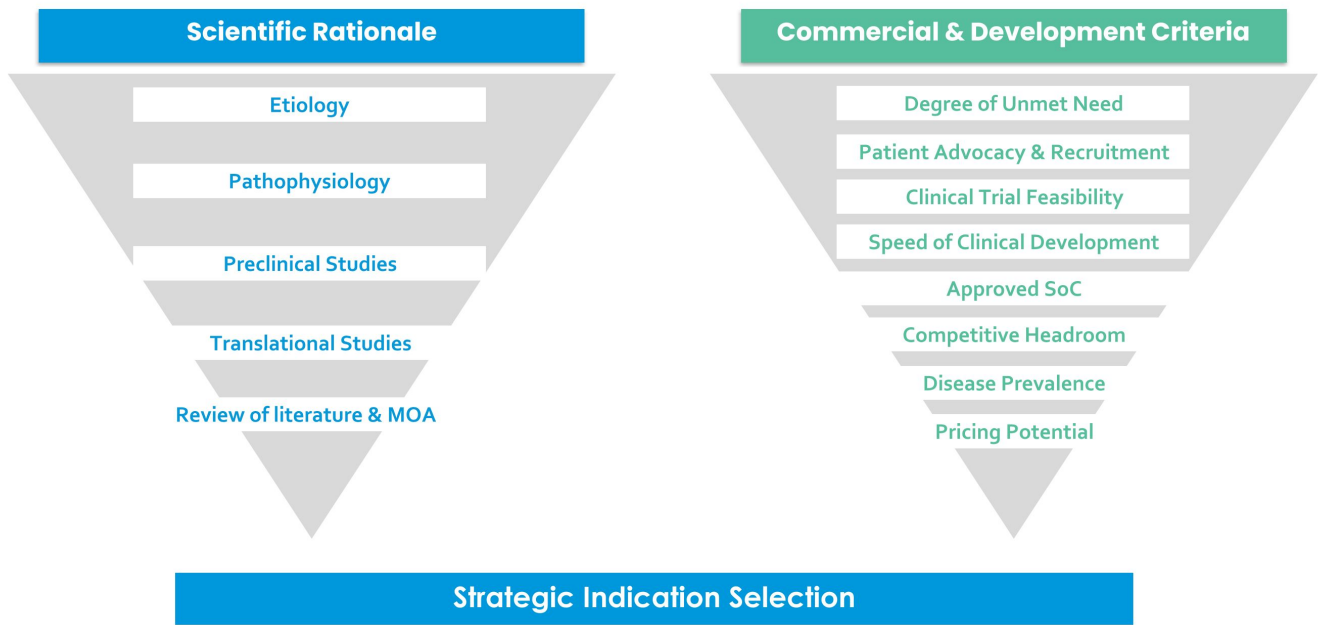 Scientific Rationale
Etiology
Pathophysiology
Preclinical Studies
Translational Studies
Review of literature & MOA
Commercial & Development Criteria
Degree of Unmet Need
Patient Advocacy & Recruitment
Clinical Trial Feasibility
Speed of Clinical Development
Approved SoC
Competitive Headroom
Disease Prevalence
Pricing Potential
Strategic Indication Selection